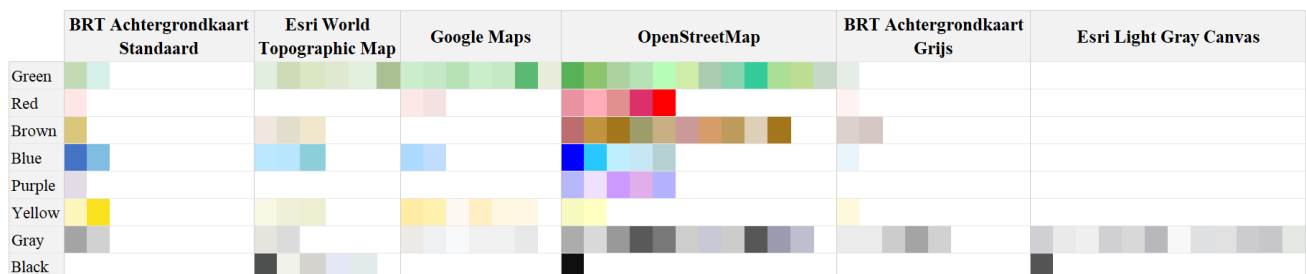 BRT Achtergrondkaart Standaard
Esri World Topographic Map
Google Maps
OpenStreetMap
BRT Achtergrondkaart Grijs
Esri Light Gray Canvas
Green
Red
Brown
Blue
Purple
Yellow
Gray
Black